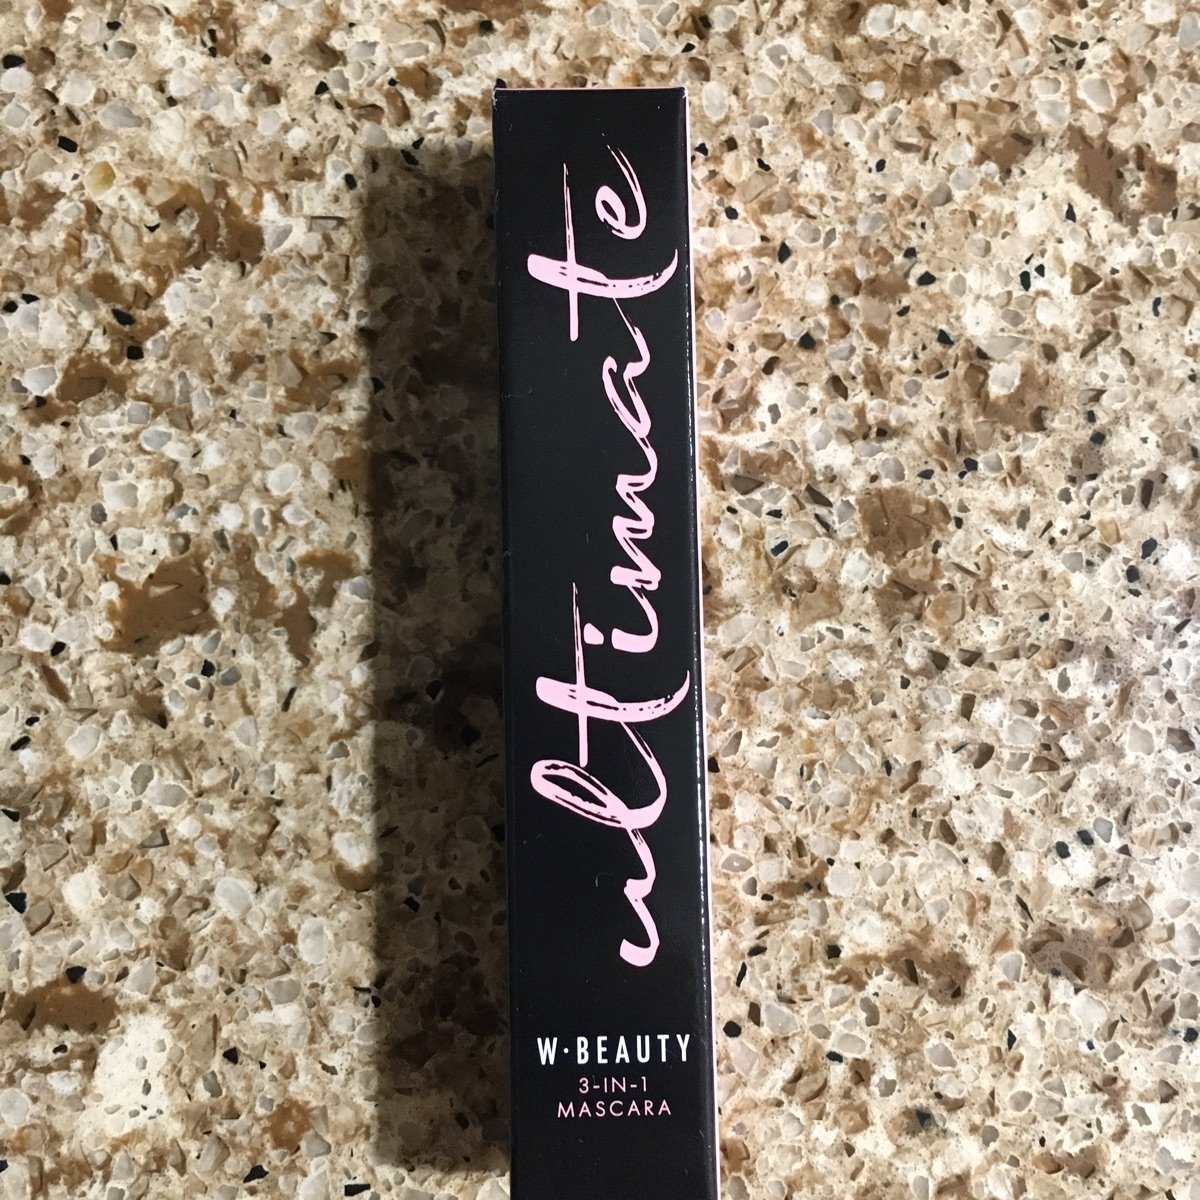 ultimate
W·BEAUTY
3-IN-1
MASCARA